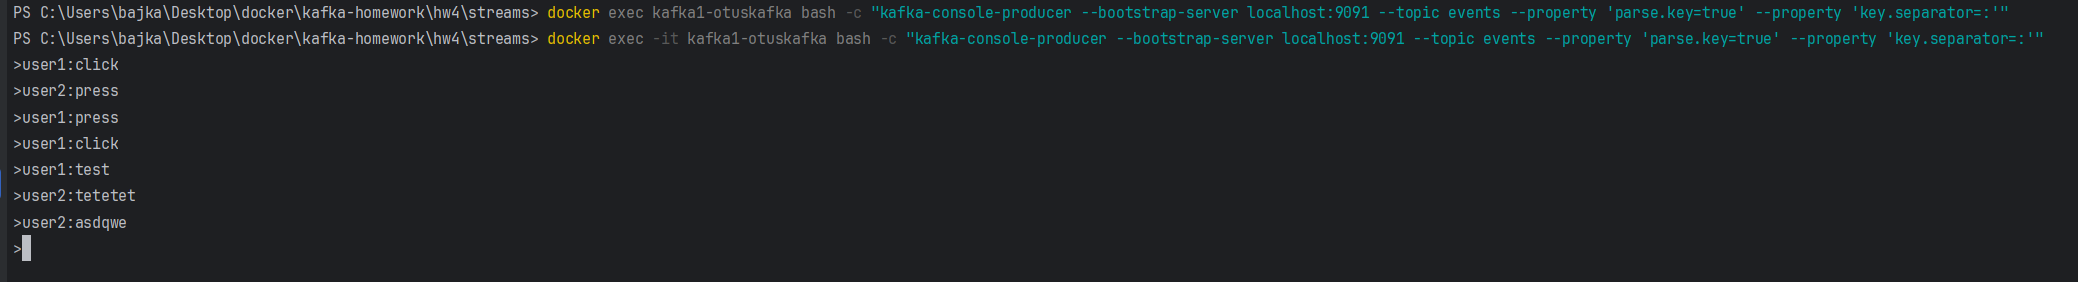 PS C:\Users\bajka\Desktop\docker\kafka-homework\hw4\streams> docker exec kafka1-otuskafka bash -c "kafka-console-producer --bootstrap-server localhost:9091 --topic events --property 'parse.key=true' --property 'key.separator=:'"
PS C:\Users\bajka\Desktop\docker\kafka-homework\hw4\streams> docker exec -it kafka1-otuskafka bash -c "kafka-console-producer --bootstrap-server localhost:9091 --topic events --property 'parse.key=true' --property 'key.separator=:'"
>user1:click
>user2:press
>user1:press
>user1:click
>user1:test
>user2:tetetet
>user2:asdqwe
>